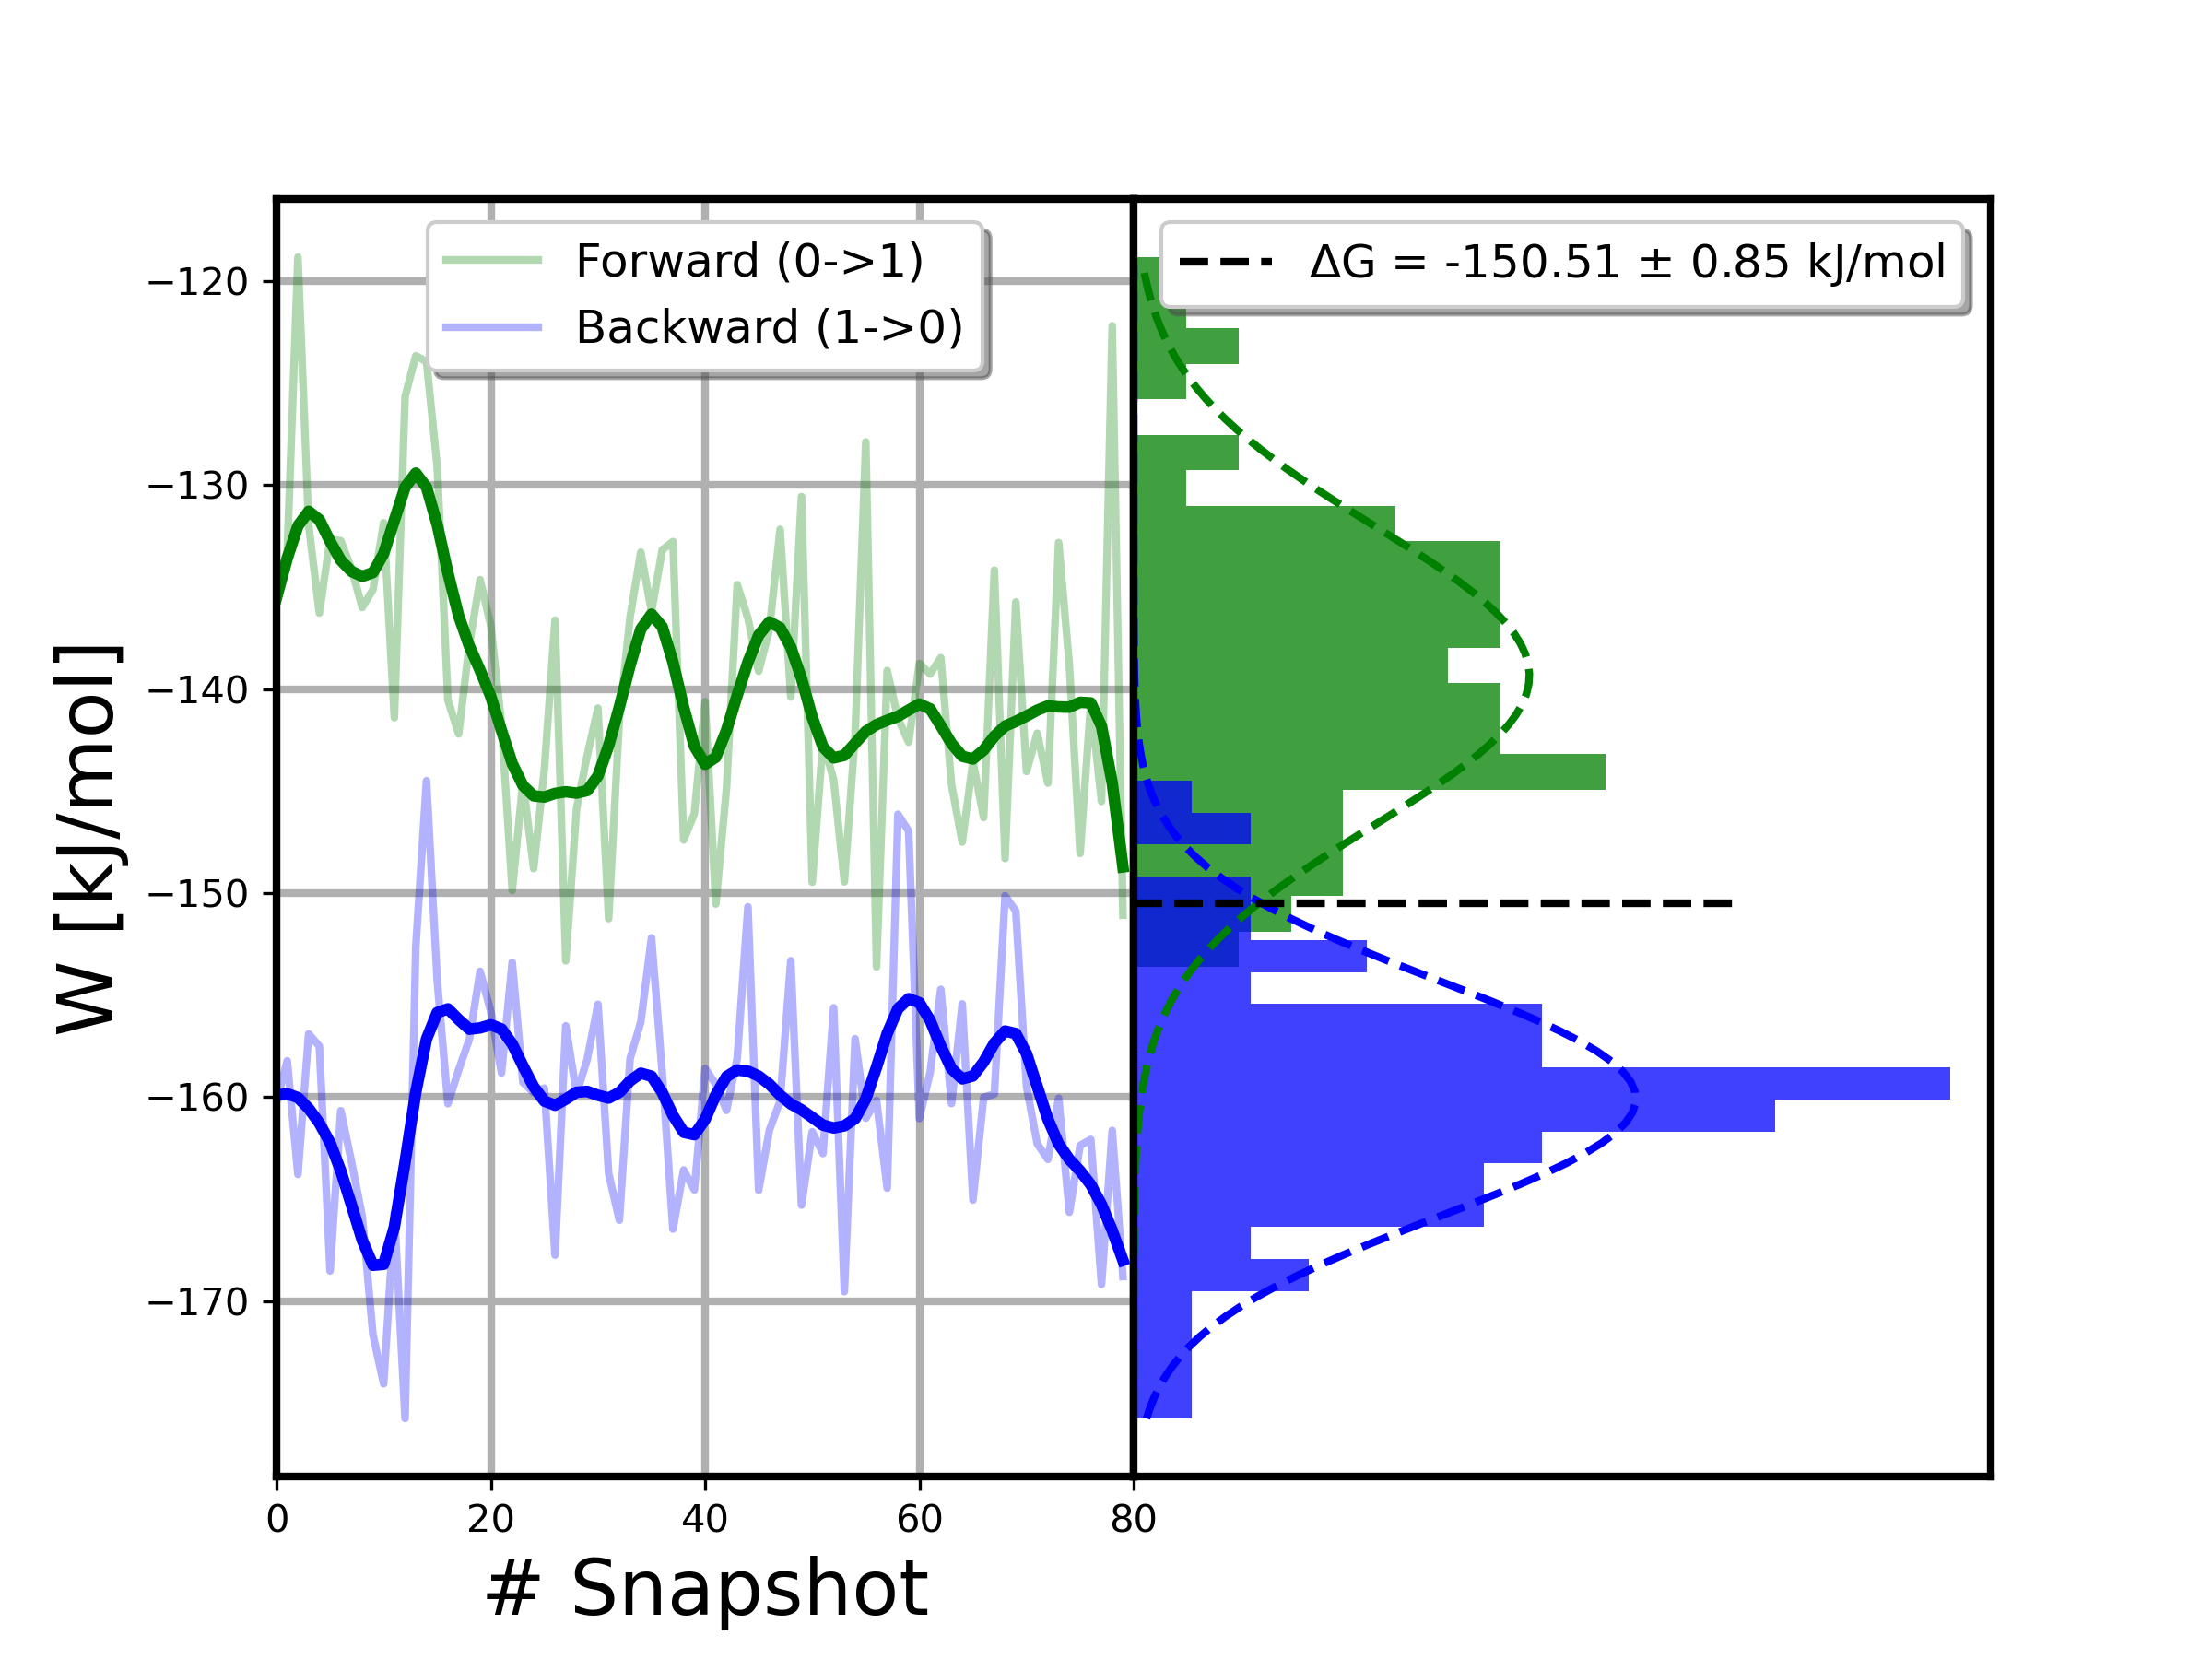 Forward (0->1)
Backward (1->0)
ΔG = -150.51 ± 0.85 kJ/mol
W [kJ/mol]
−120
−130
−140
−150
−160
−170
0
20
40
60
80
# Snapshot